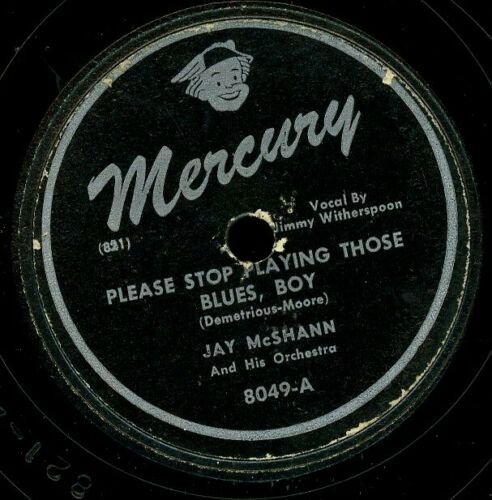 Mercury
Vocal By
Jimmy Witherspoon
(821)
PLEASE STOP PLAYING THOSE
BLUES, BOY
(Demetrious-Moore)
JAY McSHANN
And His Orchestra
8049-A